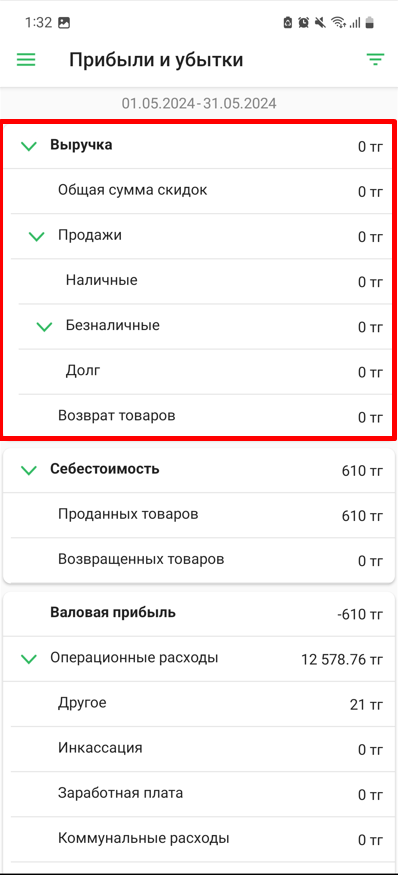 1:32
Прибыли и убытки
01.05.2024-31.05.2024
Выручка 0 тг
Общая сумма скидок 0 тг
Продажи 0 тг
Наличные 0 тг
Безналичные 0 тг
Долг 0 тг
Возврат товаров 0 тг
Себестоимость 610 тг
Проданных товаров 610 тг
Возвращенных товаров 0 тг
Валовая прибыль -610 тг
Операционные расходы 12 578.76 тг
Другое 21 тг
Инкассация 0 тг
Заработная плата 0 тг
Коммунальные расходы 0 тг